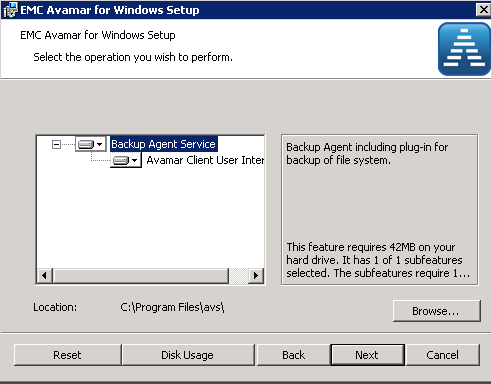 EMC Avamar for Windows Setup
EMC Avamar for Windows Setup
Select the operation you wish to perform.
Backup Agent Service
Avamar Client User Inter
Backup Agent including plug-in for
backup of file system.
This feature requires 42MB on your
hard drive. It has 1 of 1 subfeatures
selected. The subfeatures require 1...
Location: C:\Program Files\avs\
Browse...
Reset Disk Usage Back Next Cancel